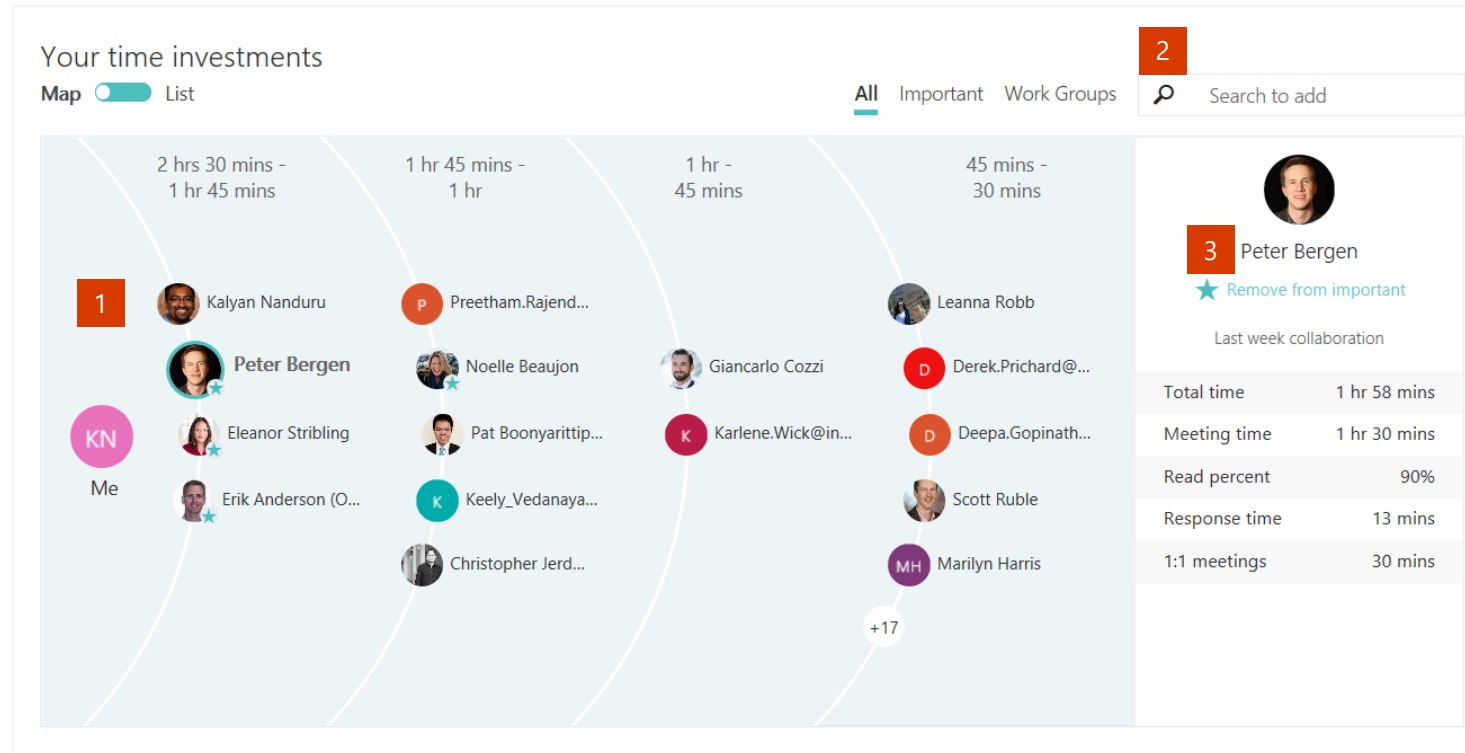 Your time investments
2
Map List
All Important Work Groups
Search to add
2 hrs 30 mins -
1 hr 45 mins
1 hr 45 mins -
1 hr
1 hr -
45 mins
45 mins -
30 mins
1
Kalyan Nanduru
Peter Bergen
Eleanor Stribling
Erik Anderson (O...
KN
Me
P Preetham.Rajend...
Noelle Beaujon
Pat Boonyarittip...
K Keely_Vedanaya...
Christopher Jerd...
Giancarlo Cozzi
K Karlene.Wick@in...
Leanna Robb
D Derek.Prichard@...
D Deepa.Gopinath...
Scott Ruble
MH Marilyn Harris
+17
3
Peter Bergen
Remove from important
Last week collaboration
Total time 1 hr 58 mins
Meeting time 1 hr 30 mins
Read percent 90%
Response time 13 mins
1:1 meetings 30 mins